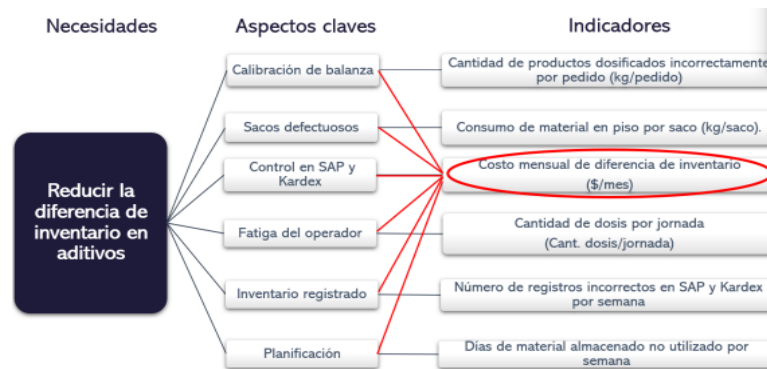 Necesidades
Aspectos claves
Indicadores
Reducir la
diferencia de
inventario en
aditivos
Calibración de balanza
Cantidad de productos dosificados incorrectamente
por pedido (kg/pedido)
Sacos defectuosos
Consumo de material en piso por saco (kg/saco).
Control en SAP y
Kardex
Costo mensual de diferencia de inventario
($/mes)
Fatiga del operador
Cantidad de dosis por jornada
(Cant. dosis/jornada)
Inventario registrado
Número de registros incorrectos en SAP y Kardex
por semana
Planificación
Días de material almacenado no utilizado por
semana